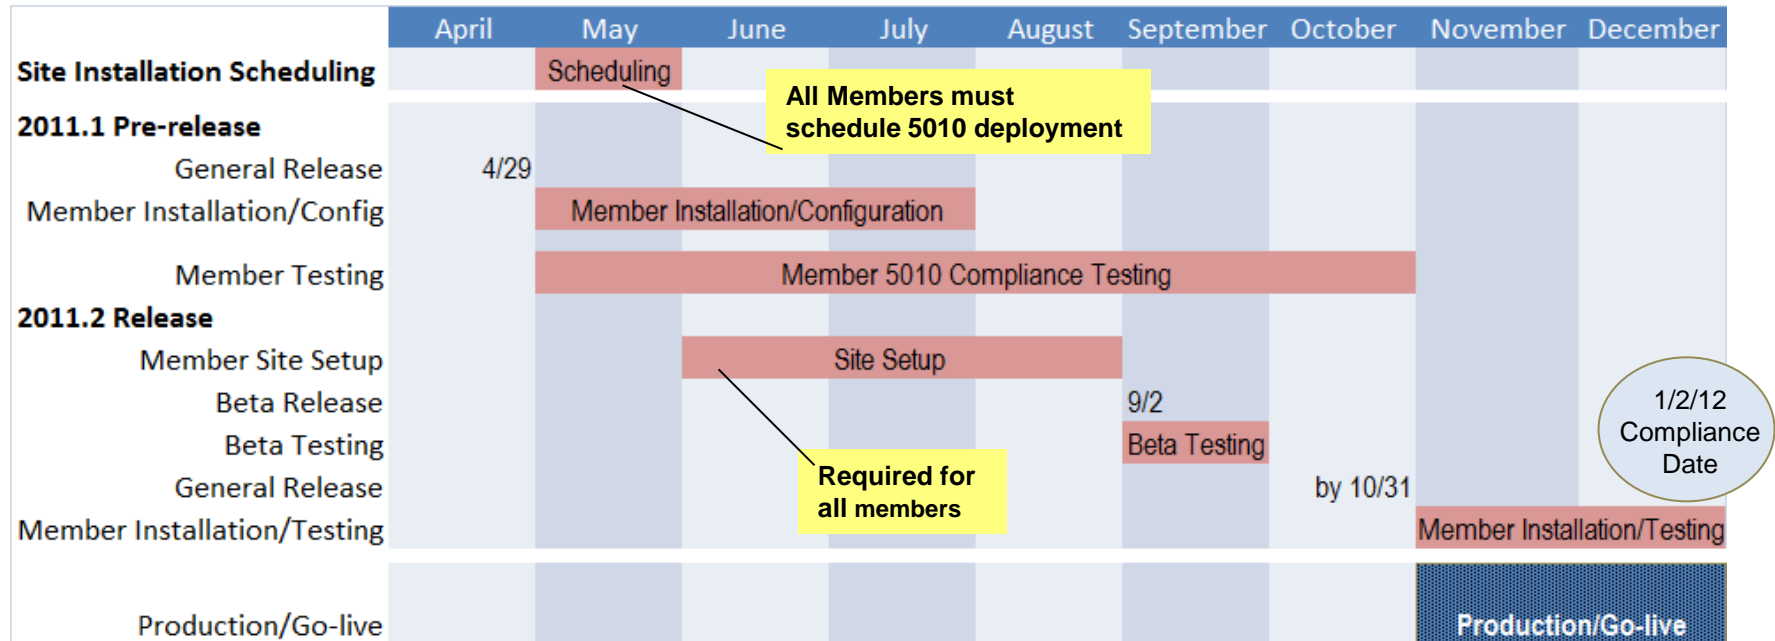 April May June July August September October November December
Site Installation Scheduling Scheduling
All Members must
schedule 5010 deployment
2011.1 Pre-release
General Release 4/29
Member Installation/Config Member Installation/Configuration
Member Testing Member 5010 Compliance Testing
2011.2 Release
Member Site Setup Site Setup
Beta Release 9/2
Beta Testing Beta Testing
1/2/12
Compliance
Date
Required for
all members
General Release by 10/31
Member Installation/Testing Member Installation/Testing
Production/Go-live Production/Go-live